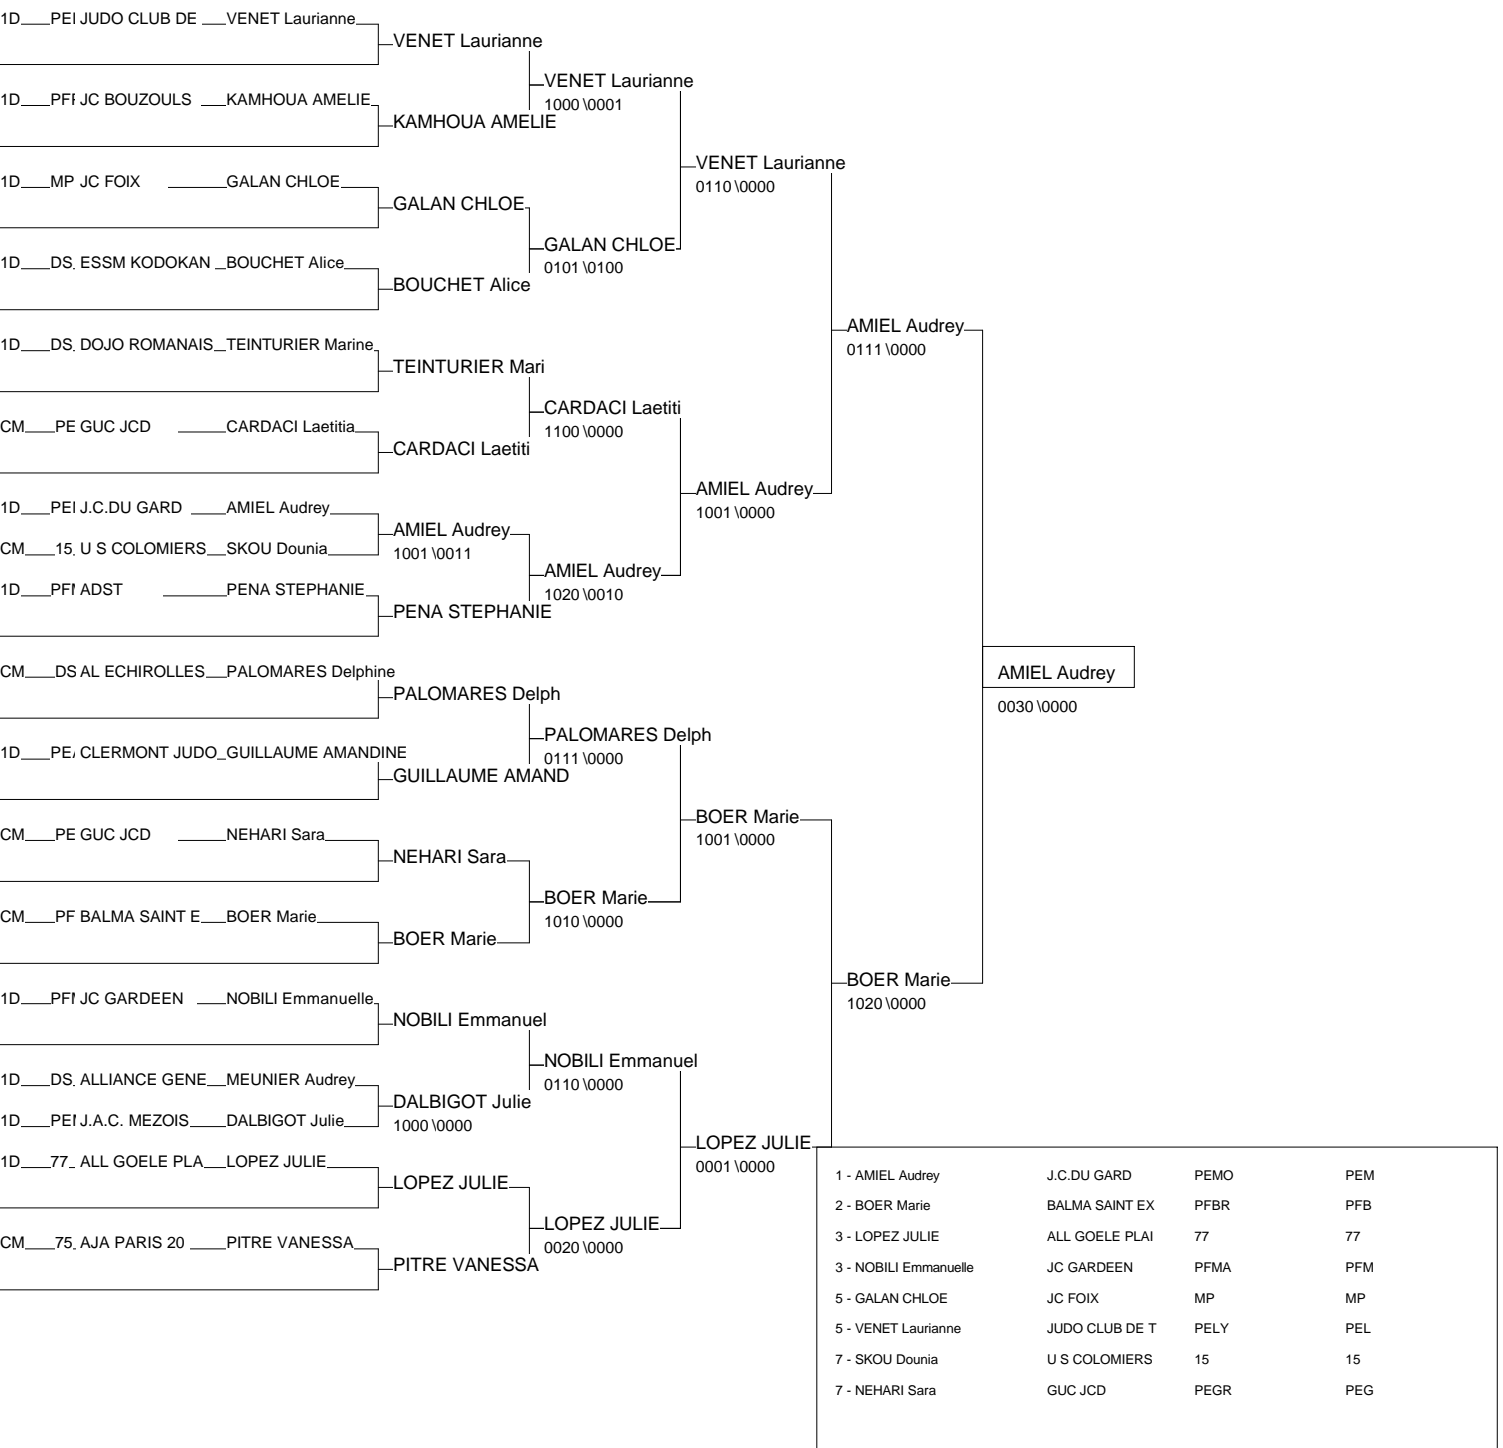 1D PEI JUDO CLUB DE VENET Laurianne
VENET Laurianne
VENET Laurianne
1000 \0001
1D PFF JC BOUZOULS KAMHOUA AMELIE
KAMHOUA AMELIE
VENET Laurianne
0110 \0000
1D MP JC FOIX GALAN CHLOE
GALAN CHLOE
GALAN CHLOE
0101 \0100
1D DS ESSM KODOKAN BOUCHET Alice
BOUCHET Alice
AMIEL Audrey
0111 \0000
1D DS DOJO ROMANAIS TEINTURIER Marine
TEINTURIER Mari
CARDACI Laetiti
1100 \0000
CM PE GUC JCD CARDACI Laetitia
CARDACI Laetiti
AMIEL Audrey
1001 \0000
1D PEI J.C.DU GARD AMIEL Audrey
AMIEL Audrey
1001 \0011
CM 15 U S COLOMIERS SKOU Dounia
AMIEL Audrey
1020 \0010
1D PFI ADST PENA STEPHANIE
PENA STEPHANIE
AMIEL Audrey
0030 \0000
CM DS AL ECHIROLLES PALOMARES Delphine
PALOMARES Delph
PALOMARES Delph
0111 \0000
1D PE CLERMONT JUDO GUILLAUME AMANDINE
GUILLAUME AMAND
BOER Marie
1001 \0000
CM PE GUC JCD NEHARI Sara
NEHARI Sara
BOER Marie
1010 \0000
CM PF BALMA SAINT E BOER Marie
BOER Marie
BOER Marie
1020 \0000
1D PFI JC GARDEEN NOBILI Emmanuelle
NOBILI Emmanuel
NOBILI Emmanuel
0110 \0000
1D DS ALLIANCE GENE MEUNIER Audrey
DALBIGOT Julie
1000 \0000
1D PEI J.A.C. MEZOIS DALBIGOT Julie
LOPEZ JULIE
0001 \0000
1D 77 ALL GOELE PLA LOPEZ JULIE
LOPEZ JULIE
LOPEZ JULIE
0020 \0000
CM 75 AJA PARIS 20 PITRE VANESSA
PITRE VANESSA
1 - AMIEL Audrey J.C.DU GARD PEMO PEM
2 - BOER Marie BALMA SAINT EX PFBR PFB
3 - LOPEZ JULIE ALL GOELE PLAI 77 77
3 - NOBILI Emmanuelle JC GARDEEN PFMA PFM
5 - GALAN CHLOE JC FOIX MP MP
5 - VENET Laurianne JUDO CLUB DE T PELY PEL
7 - SKOU Dounia U S COLOMIERS 15 15
7 - NEHARI Sara GUC JCD PEGR PEG